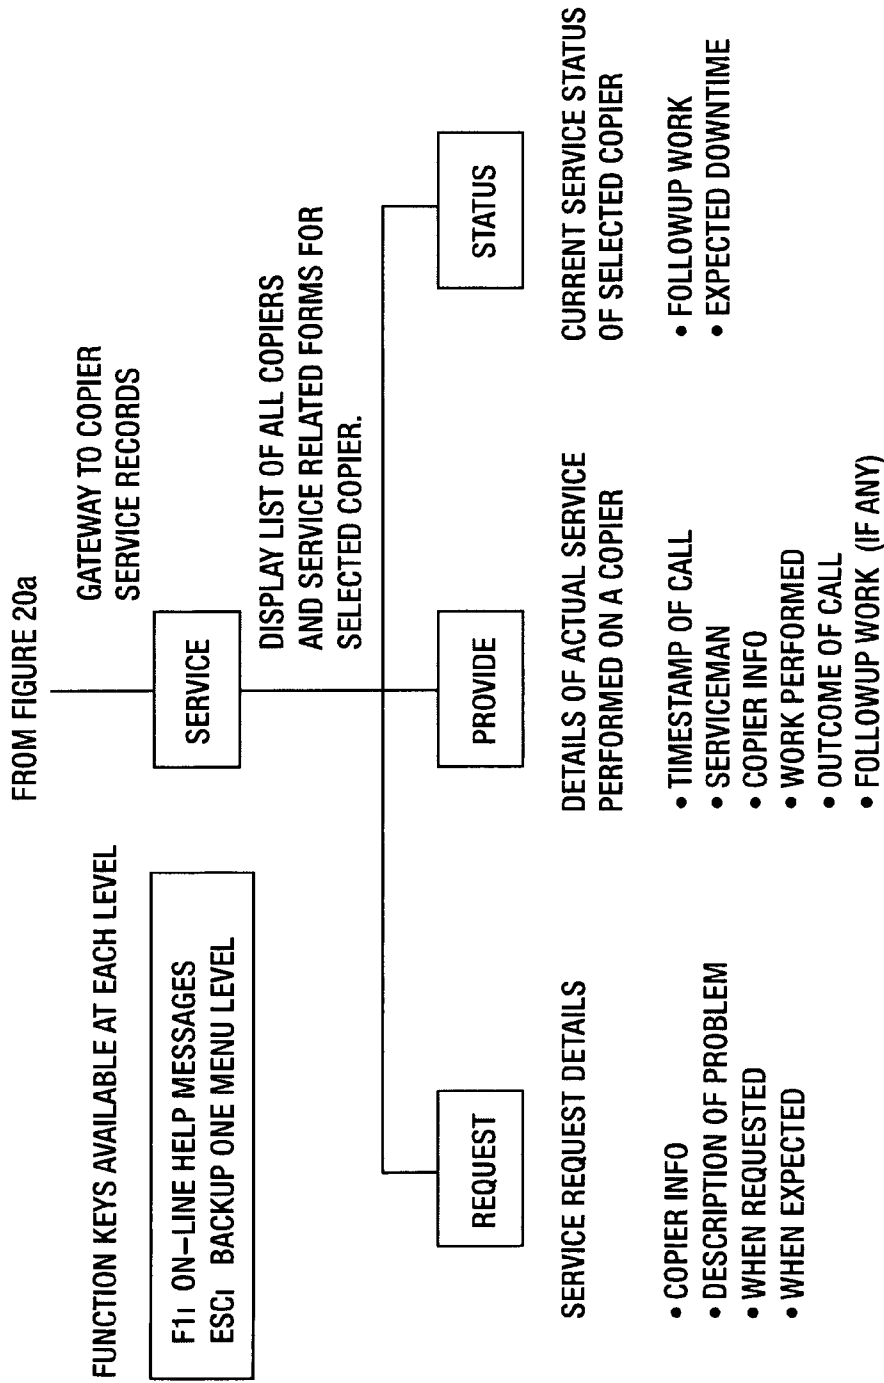 FROM FIGURE 20a
FUNCTION KEYS AVAILABLE AT EACH LEVEL
F1: ON-LINE HELP MESSAGES
ESC: BACKUP ONE MENU LEVEL
GATEWAY TO COPIER
SERVICE RECORDS
SERVICE
DISPLAY LIST OF ALL COPIERS
AND SERVICE RELATED FORMS FOR
SELECTED COPIER.
REQUEST
SERVICE REQUEST DETAILS
• COPIER INFO
• DESCRIPTION OF PROBLEM
• WHEN REQUESTED
• WHEN EXPECTED
PROVIDE
DETAILS OF ACTUAL SERVICE
PERFORMED ON A COPIER
• TIMESTAMP OF CALL
• SERVICEMAN
• COPIER INFO
• WORK PERFORMED
• OUTCOME OF CALL
• FOLLOWUP WORK (IF ANY)
STATUS
CURRENT SERVICE STATUS
OF SELECTED COPIER
• FOLLOWUP WORK
• EXPECTED DOWNTIME